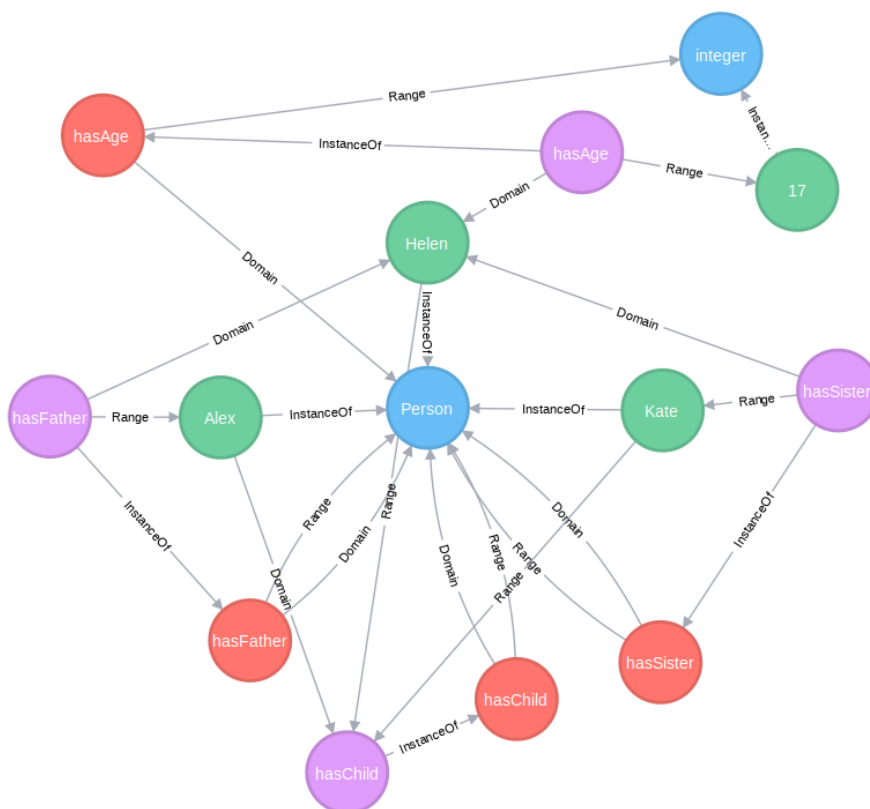 integer
Range
hasAge
InstanceOf
hasAge
Instan...
Range
17
Domain
Helen
Domain
InstanceOf
Domain
Domain
hasFather
Range
Alex
InstanceOf
Person
InstanceOf
Kate
Range
hasSister
InstanceOf
Range
Domain
Range
Domain
Range
Range
Domain
InstanceOf
Domain
Range
hasFather
hasSister
hasChild
InstanceOf
hasChild